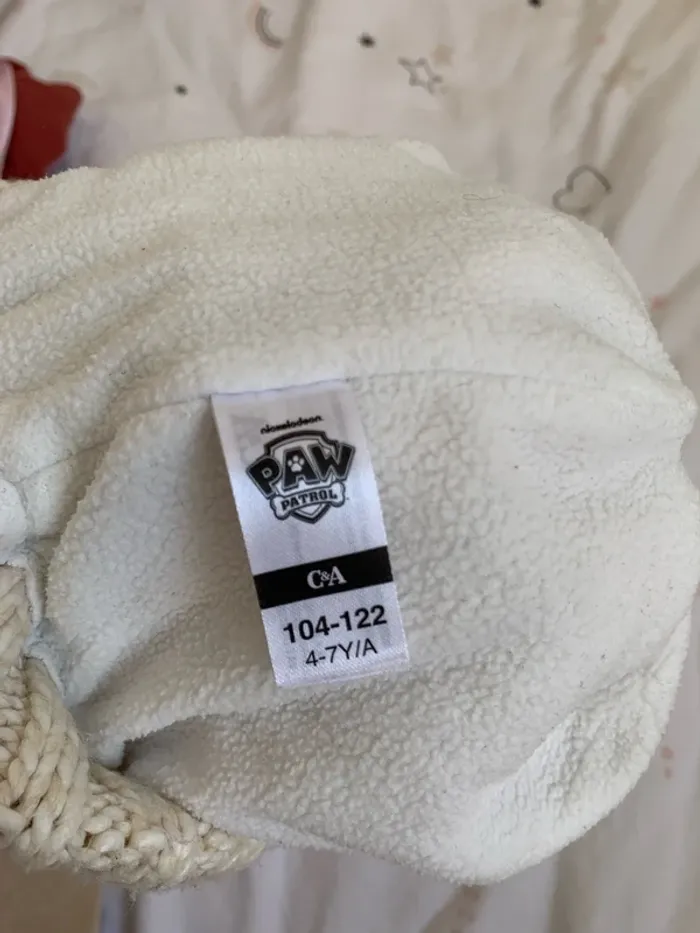 nickelodeon
PAW
PATROL
C&A
104-122
4-7Y/A